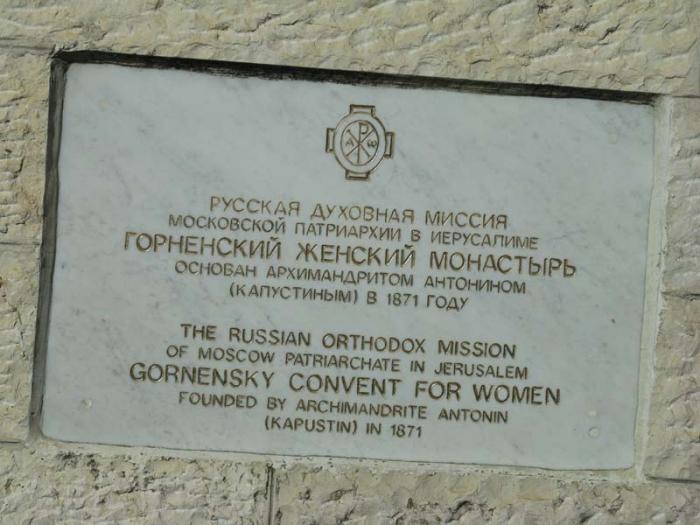 Α Ρ Ω
РУССКАЯ ДУХОВНАЯ МИССИЯ
МОСКОВСКОЙ ПАТРИАРХИИ В ИЕРУСАЛИМЕ
ГОРНЕНСКИЙ ЖЕНСКИЙ МОНАСТЫРЬ
ОСНОВАН АРХИМАНДРИТОМ АНТОНИНОМ
(КАПУСТИНЫМ) В 1871 ГОДУ
THE RUSSIAN ORTHODOX MISSION
OF MOSCOW PATRIARCHATE IN JERUSALEM
GORNENSKY CONVENT FOR WOMEN
FOUNDED BY ARCHIMANDRITE ANTONIN
(KAPUSTIN) IN 1871